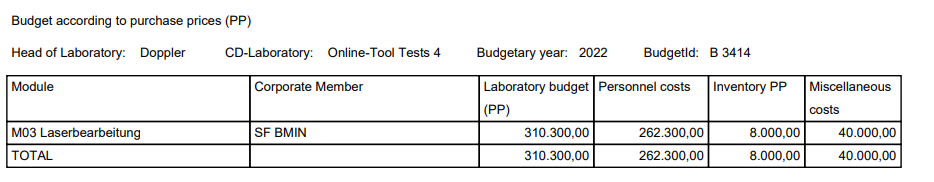 Budget according to purchase prices (PP)
Head of Laboratory: Doppler CD-Laboratory: Online-Tool Tests 4 Budgetary year: 2022 BudgetId: B 3414
Module Corporate Member Laboratory budget (PP) Personnel costs Inventory PP Miscellaneous costs
M03 Laserbearbeitung SF BMIN 310.300,00 262.300,00 8.000,00 40.000,00
TOTAL 310.300,00 262.300,00 8.000,00 40.000,00